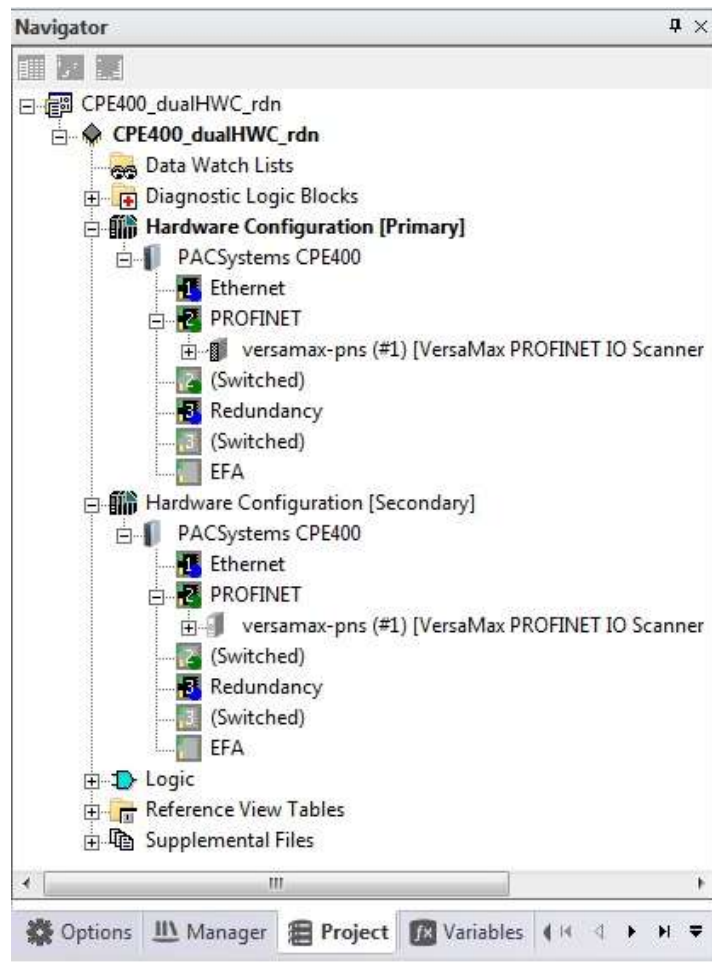 Navigator
CPE400_dualHWC_rdn
CPE400_dualHWC_rdn
Data Watch Lists
Diagnostic Logic Blocks
Hardware Configuration [Primary]
PACSystems CPE400
1 Ethernet
2 PROFINET
versamax-pns (#1) [VersaMax PROFINET IO Scanner
2 (Switched)
3 Redundancy
3 (Switched)
EFA
Hardware Configuration [Secondary]
PACSystems CPE400
1 Ethernet
2 PROFINET
versamax-pns (#1) [VersaMax PROFINET IO Scanner
2 (Switched)
3 Redundancy
3 (Switched)
EFA
Logic
Reference View Tables
Supplemental Files
Options Manager Project fx Variables